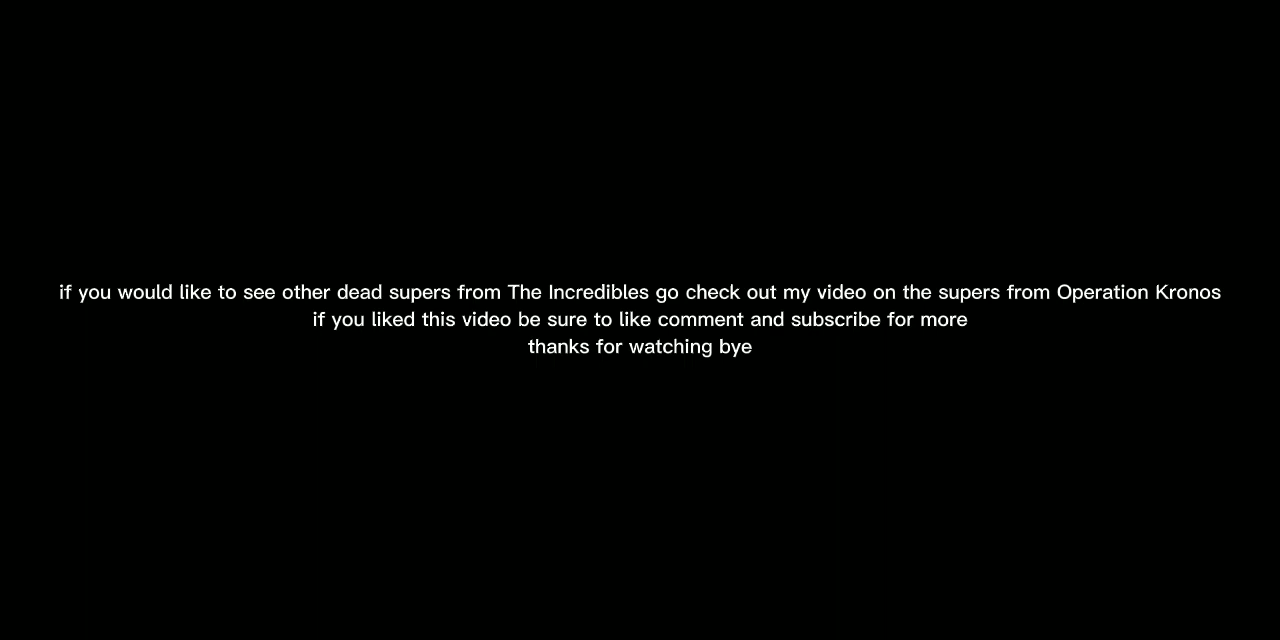 if you would like to see other dead supers from The Incredibles go check out my video on the supers from Operation Kronos
if you liked this video be sure to like comment and subscribe for more
thanks for watching bye